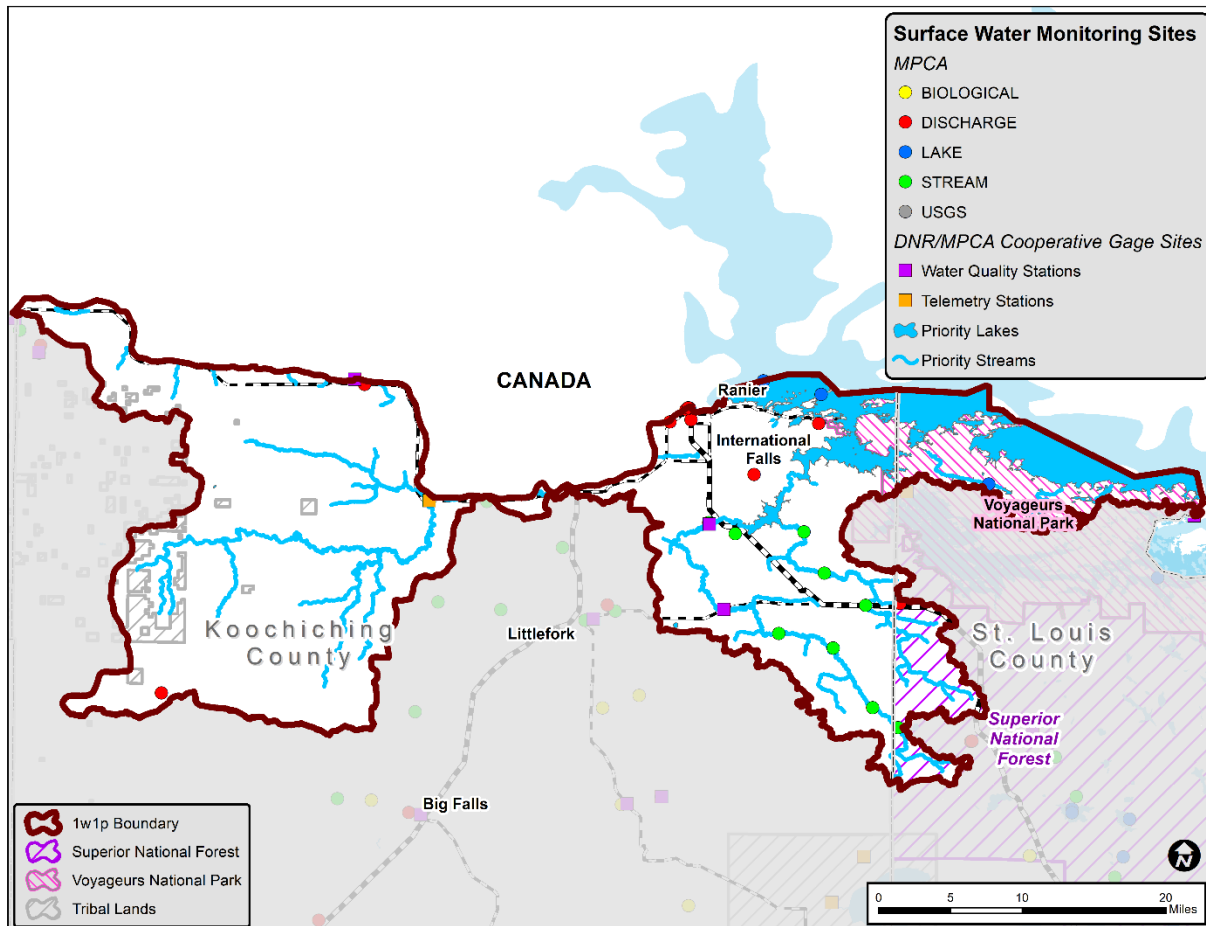 Surface Water Monitoring Sites
MPCA
BIOLOGICAL
DISCHARGE
LAKE
STREAM
USGS
DNR/MPCA Cooperative Gage Sites
Water Quality Stations
Telemetry Stations
Priority Lakes
Priority Streams
CANADA
Ranier
International
Falls
Voyageurs
National Park
Koochiching
County
Littlefork
St. Louis
County
Superior
National
Forest
Big Falls
1w1p Boundary
Superior National Forest
Voyageurs National Park
Tribal Lands
N
0 5 10 20
Miles